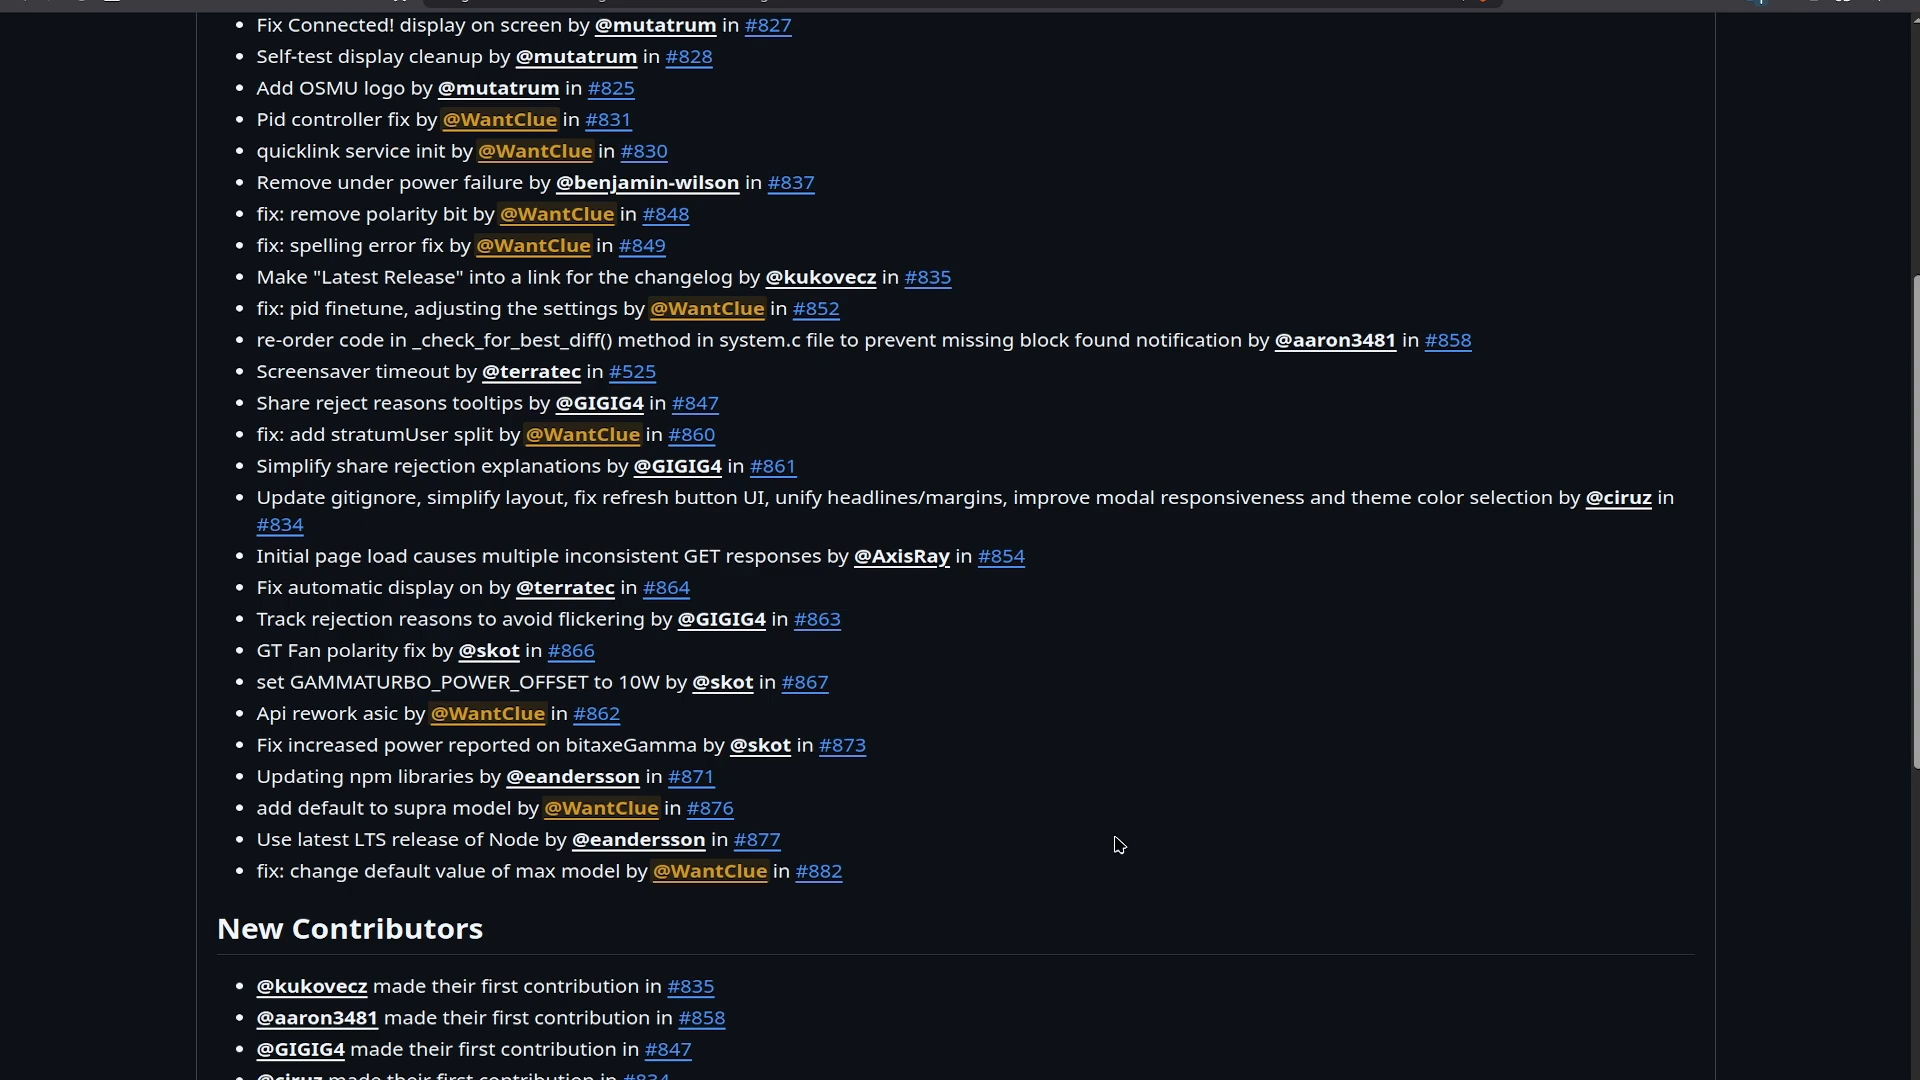 Fix Connected! display on screen by @mutatrum in #827
Self-test display cleanup by @mutatrum in #828
Add OSMU logo by @mutatrum in #825
Pid controller fix by @WantClue in #831
quicklink service init by @WantClue in #830
Remove under power failure by @benjamin-wilson in #837
fix: remove polarity bit by @WantClue in #848
fix: spelling error fix by @WantClue in #849
Make "Latest Release" into a link for the changelog by @kukovecz in #835
fix: pid finetune, adjusting the settings by @WantClue in #852
re-order code in _check_for_best_diff() method in system.c file to prevent missing block found notification by @aaron3481 in #858
Screensaver timeout by @terratec in #525
Share reject reasons tooltips by @GIGIG4 in #847
fix: add stratumUser split by @WantClue in #860
Simplify share rejection explanations by @GIGIG4 in #861
Update gitignore, simplify layout, fix refresh button UI, unify headlines/margins, improve modal responsiveness and theme color selection by @ciruz in
#834
Initial page load causes multiple inconsistent GET responses by @AxisRay in #854
Fix automatic display on by @terratec in #864
Track rejection reasons to avoid flickering by @GIGIG4 in #863
GT Fan polarity fix by @skot in #866
set GAMMATURBO_POWER_OFFSET to 10W by @skot in #867
Api rework asic by @WantClue in #862
Fix increased power reported on bitaxeGamma by @skot in #873
Updating npm libraries by @eandersson in #871
add default to supra model by @WantClue in #876
Use latest LTS release of Node by @eandersson in #877
fix: change default value of max model by @WantClue in #882
New Contributors
@kukovecz made their first contribution in #835
@aaron3481 made their first contribution in #858
@GIGIG4 made their first contribution in #847
@ciruz made their first contribution in #834